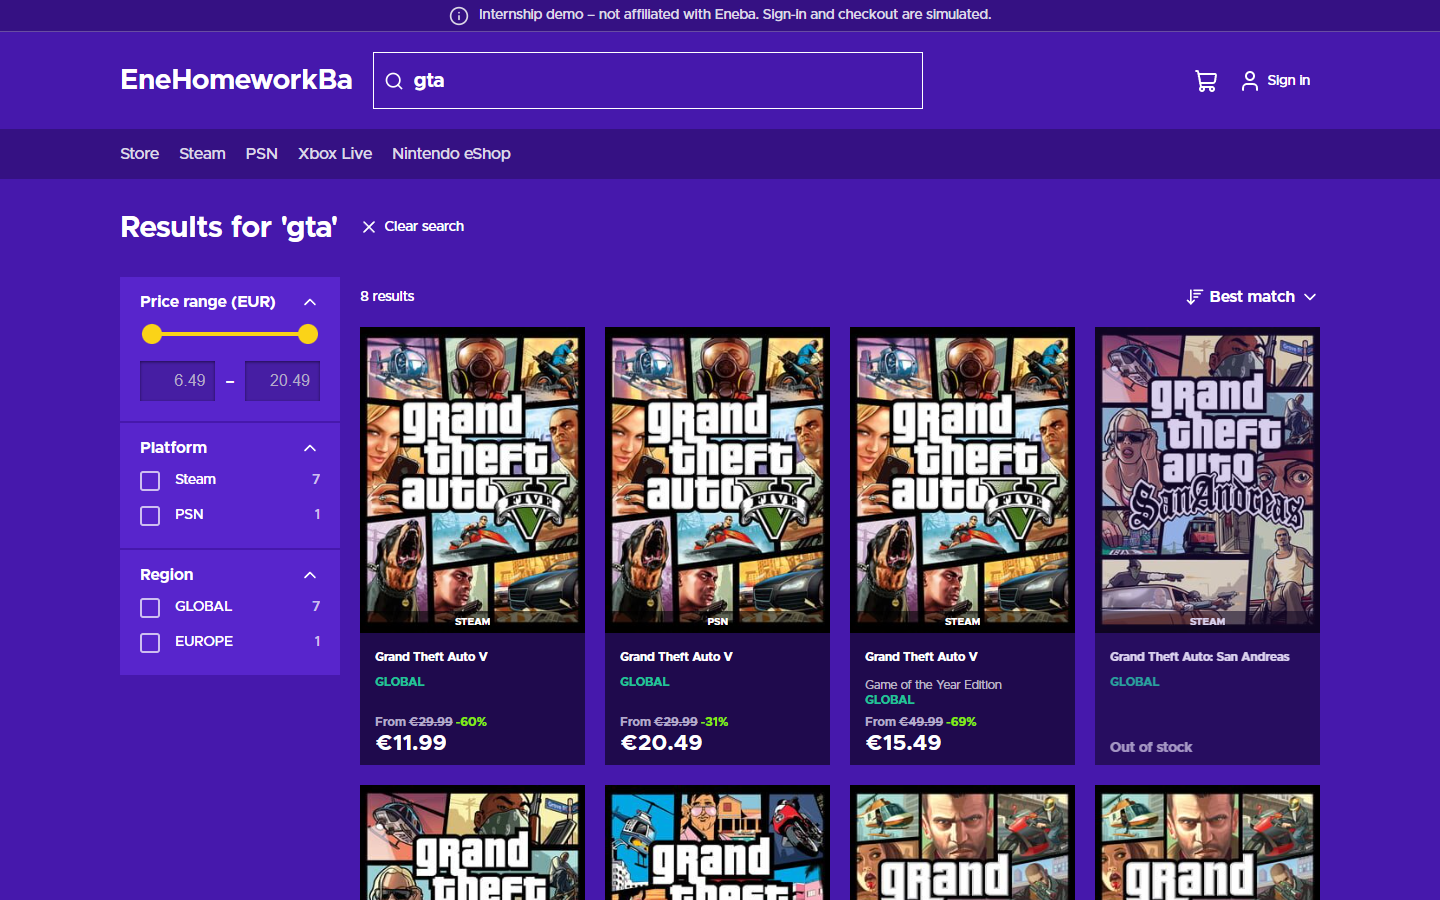 Internship demo – not affiliated with Eneba. Sign-in and checkout are simulated.
EneHomeworkBa
gta
Sign in
Store Steam PSN Xbox Live Nintendo eShop
Results for 'gta'
Clear search
Price range (EUR)
6.49 – 20.49
Platform
Steam 7
PSN 1
Region
GLOBAL 7
EUROPE 1
8 results
Best match
grand
theft
auto
FIVE
STEAM
Grand Theft Auto V
GLOBAL
From €29.99 -60%
€11.99
grand
theft
auto
FIVE
PSN
Grand Theft Auto V
GLOBAL
From €29.99 -31%
€20.49
grand
theft
auto
FIVE
STEAM
Grand Theft Auto V
Game of the Year Edition
GLOBAL
From €49.99 -69%
€15.49
grand
theft
auto
San Andreas
STEAM
Grand Theft Auto: San Andreas
GLOBAL
Out of stock
grand
theft
grand
theft
GRAND
GRAND